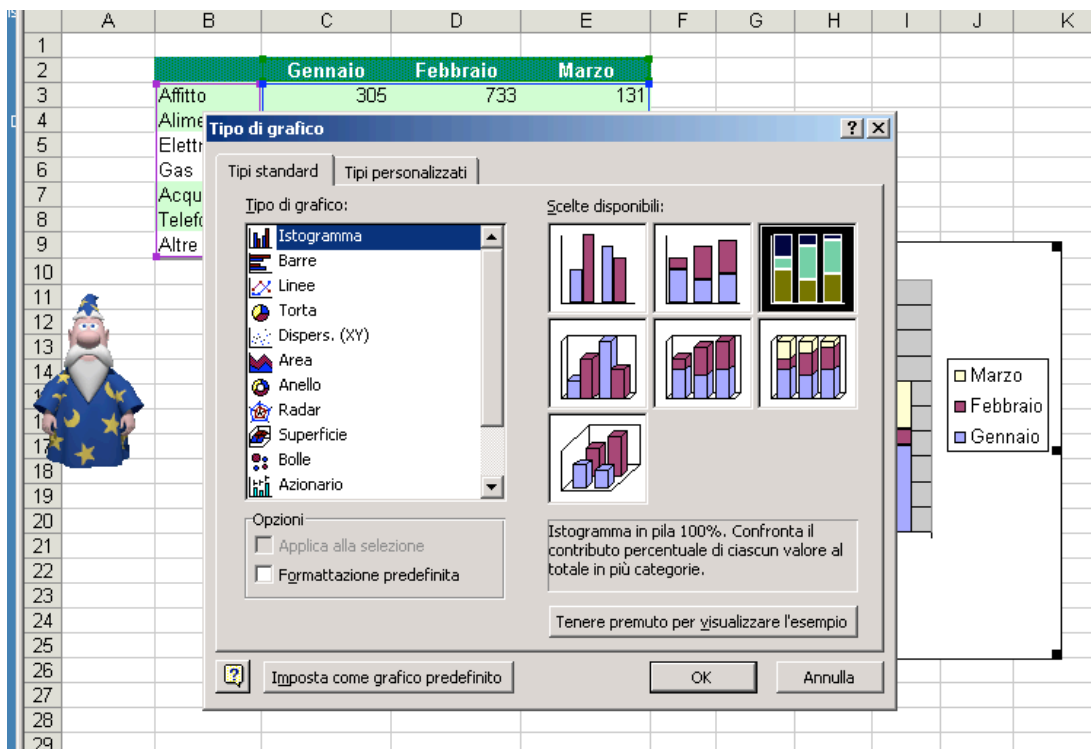 A B C D E F G H I J K
1
2 Gennaio Febbraio Marzo
3 Affitto 305 733 131
4 Alime
5 Elettr
6 Gas
7 Acqu
8 Telefo
9 Altre
10
11
12
13
14
17
18
19
20
21
22
23
24
25
26
27
28
29
Tipo di grafico
Tipi standard Tipi personalizzati
Tipo di grafico:
Istogramma
Barre
Linee
Torta
Dispers. (XY)
Area
Anello
Radar
Superficie
Bolle
Azionario
Scelte disponibili:
Opzioni
Applica alla selezione
Formattazione predefinita
Istogramma in pila 100%. Confronta il
contributo percentuale di ciascun valore al
totale in più categorie.
Tenere premuto per visualizzare l'esempio
Imposta come grafico predefinito OK Annulla
Marzo
Febbraio
Gennaio